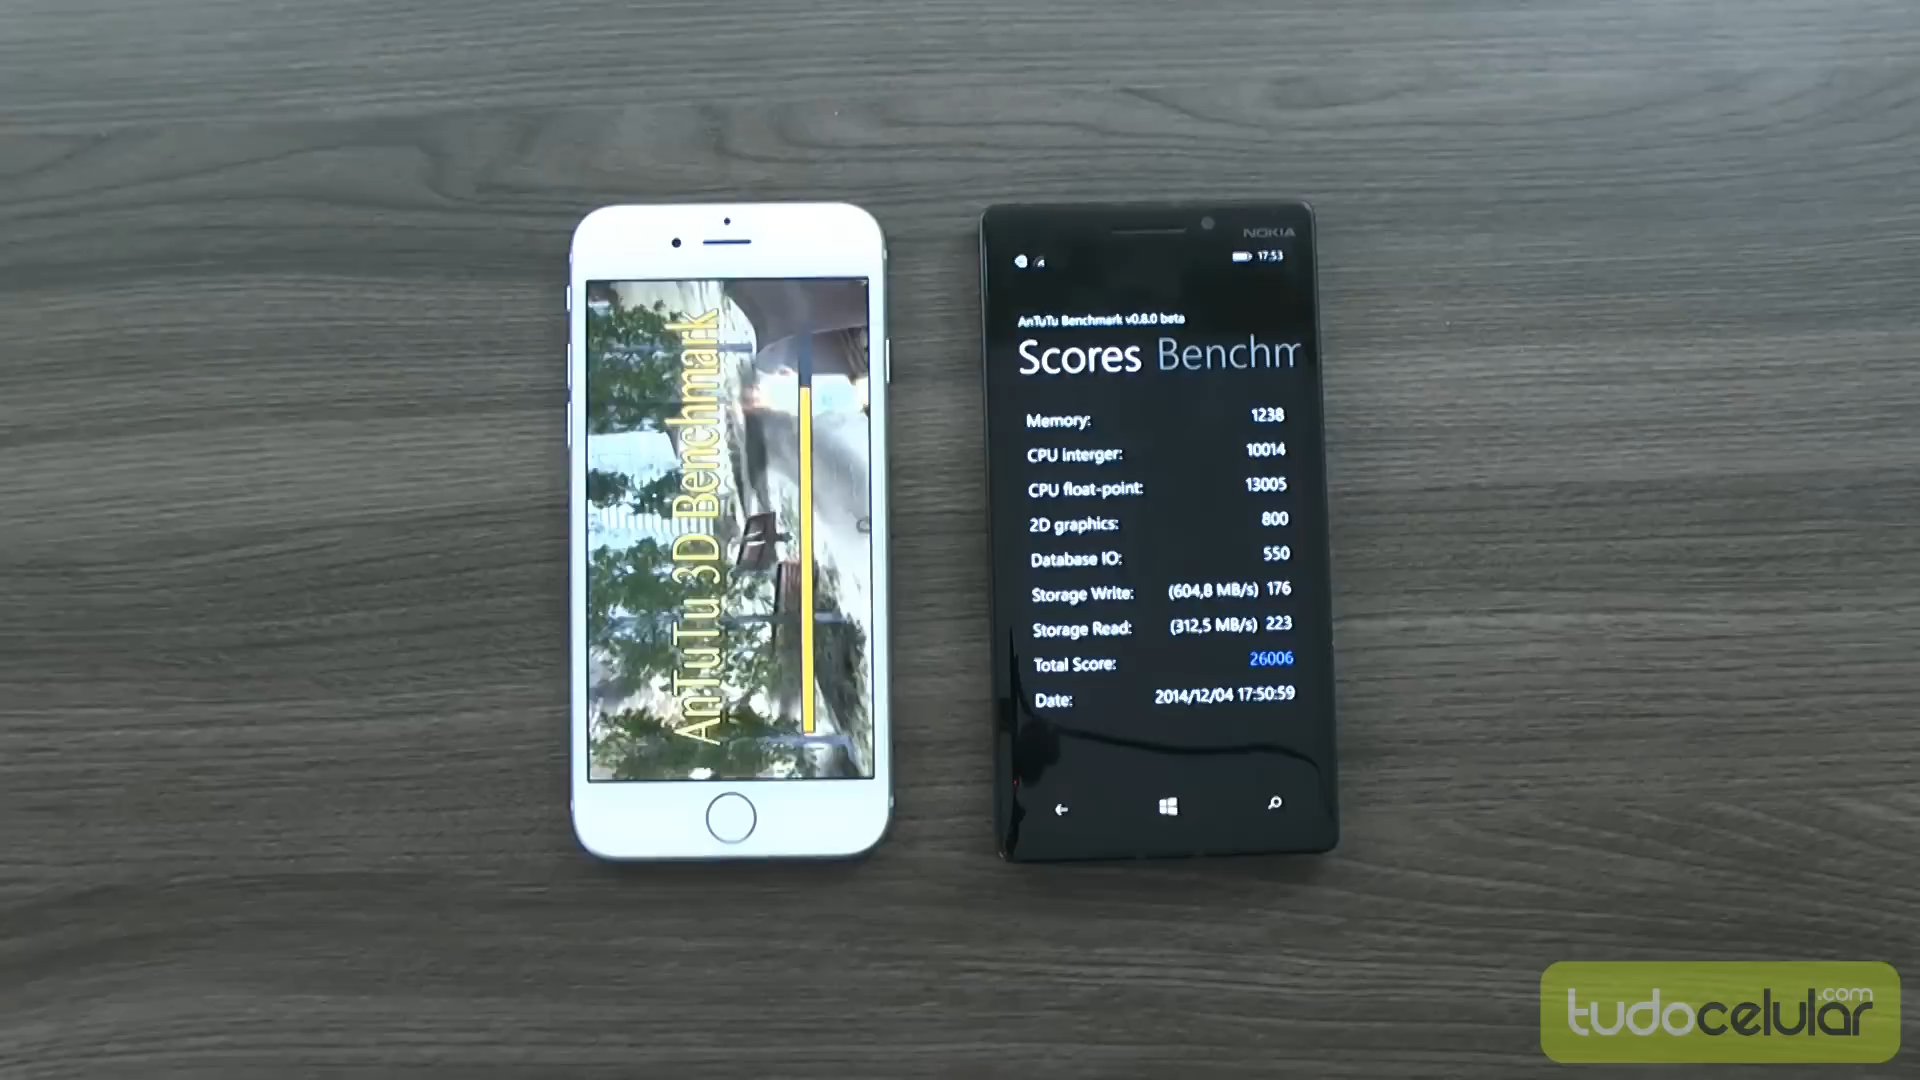 AnTuTu 3D Benchmark
NOKIA
17:53
AnTuTu Benchmark v0.8.0 beta
Scores Benchm
Memory: 1238
CPU interger: 10014
CPU float-point: 13005
2D graphics: 800
Database IO: 550
Storage Write: (604,8 MB/s) 176
Storage Read: (312,5 MB/s) 223
Total Score: 26006
Date: 2014/12/04 17:50:59
tudocelular.com